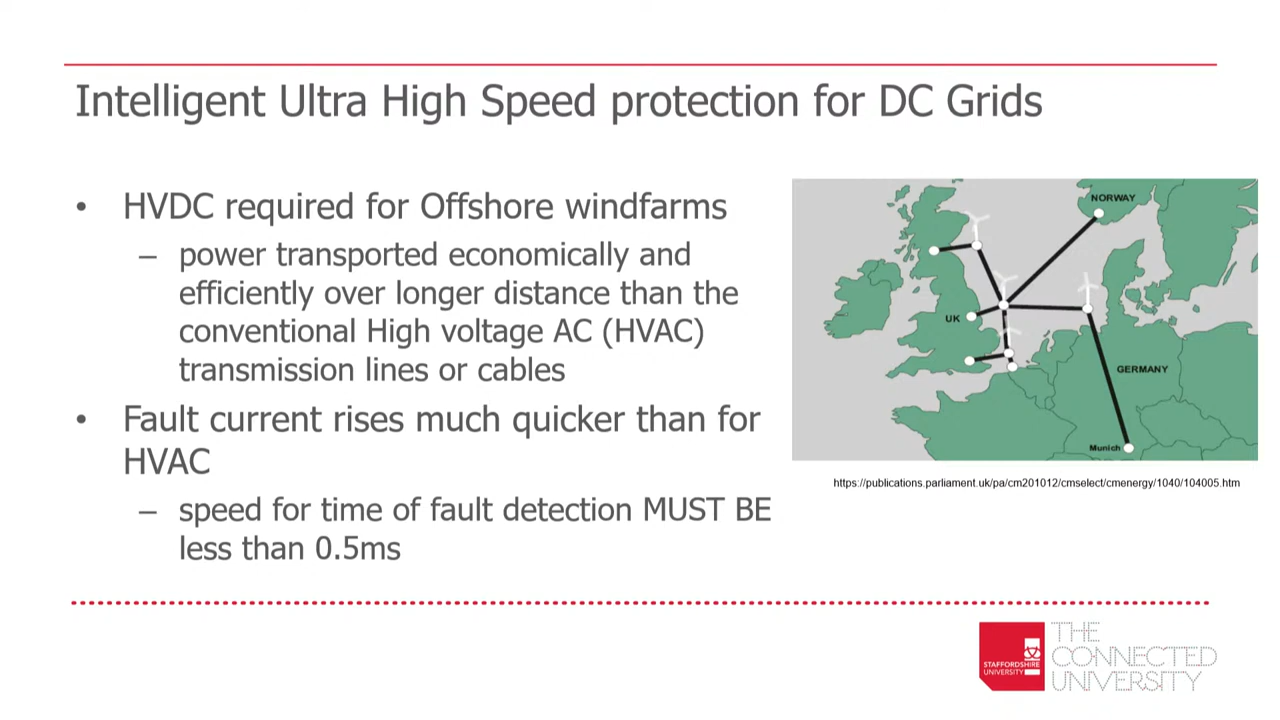 Intelligent Ultra High Speed protection for DC Grids
• HVDC required for Offshore windfarms
– power transported economically and
efficiently over longer distance than the
conventional High voltage AC (HVAC)
transmission lines or cables
• Fault current rises much quicker than for
HVAC
– speed for time of fault detection MUST BE
less than 0.5ms
NORWAY
UK
GERMANY
Munich
https://publications.parliament.uk/pa/cm201012/cmselect/cmenergy/1040/104005.htm
STAFFORDSHIRE
UNIVERSITY
THE
CONNECTED
UNIVERSITY